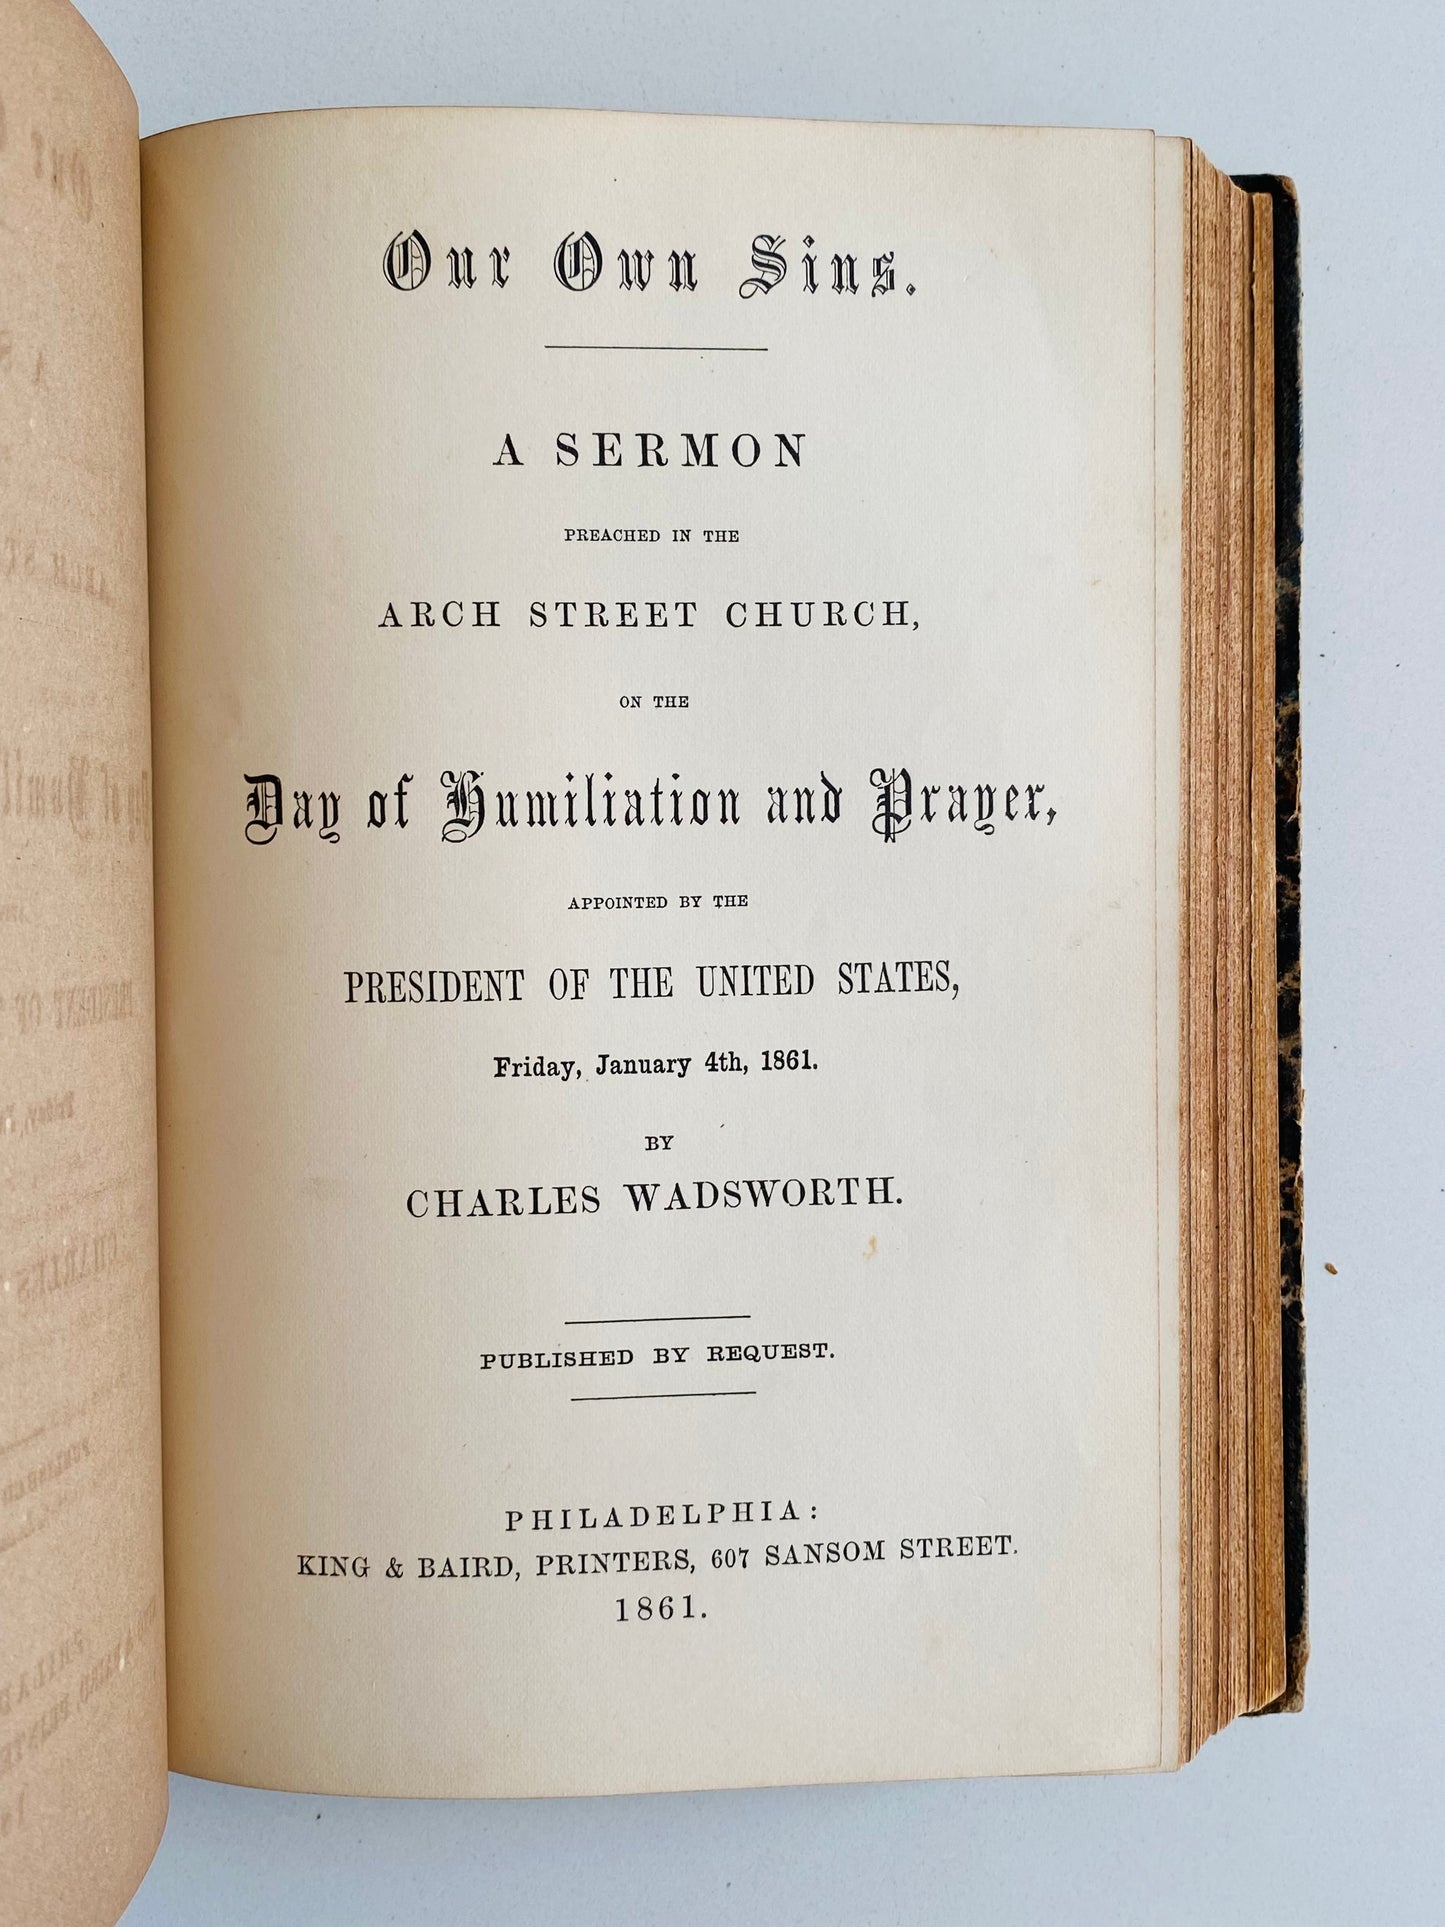 Our Own Sins.
A SERMON
PREACHED IN THE
ARCH STREET CHURCH,
ON THE
Day of Humiliation and Prayer,
APPOINTED BY THE
PRESIDENT OF THE UNITED STATES,
Friday, January 4th, 1861.
BY
CHARLES WADSWORTH.
PUBLISHED BY REQUEST.
PHILADELPHIA:
KING & BAIRD, PRINTERS, 607 SANSOM STREET.
1861.